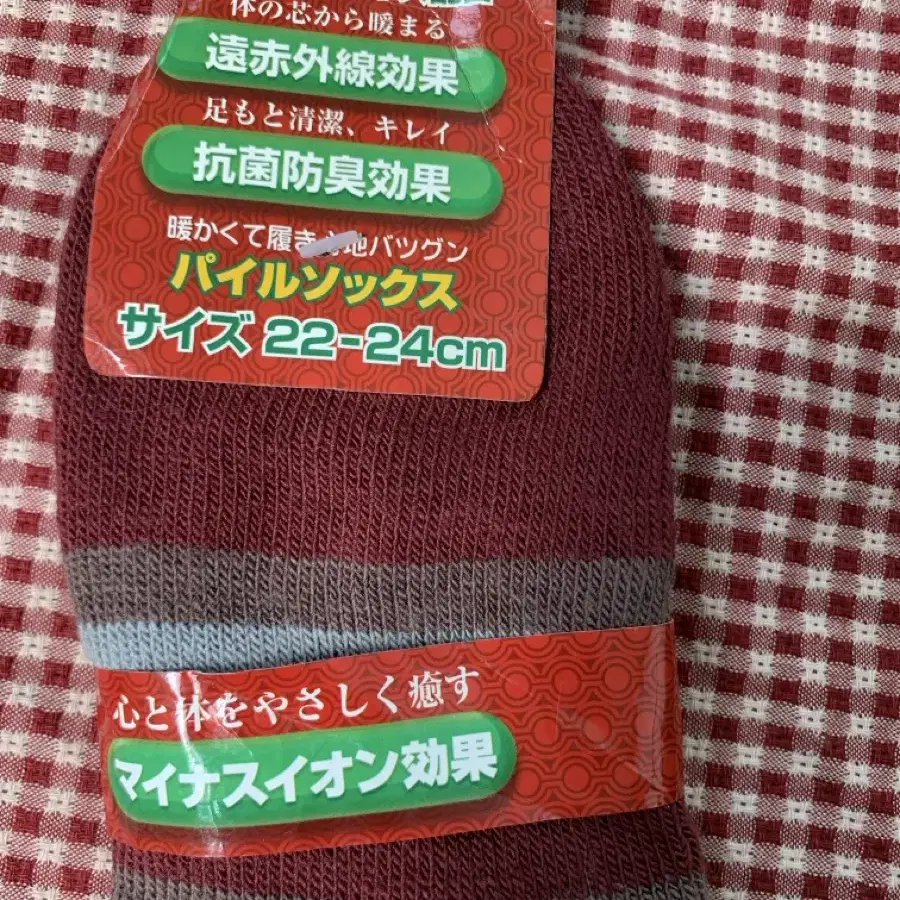 体の芯から暖まる
遠赤外線効果
足もと清潔、キレイ
抗菌防臭効果
暖かくて履き心地バツグン
パイルソックス
サイズ 22-24cm
心と体をやさしく癒す
マイナスイオン効果